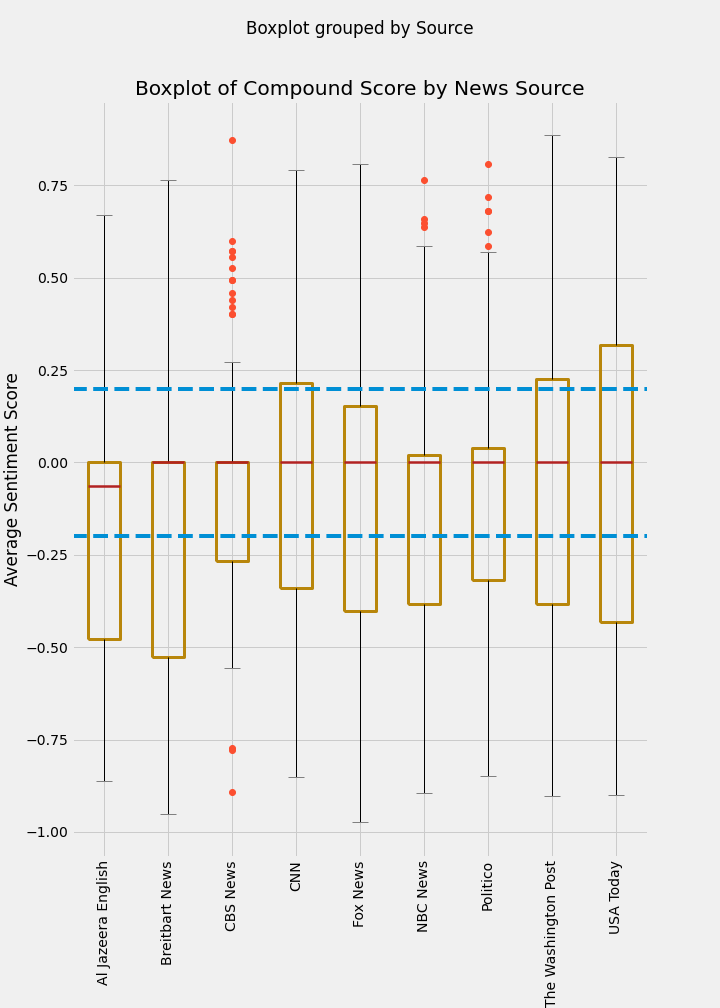 Boxplot grouped by Source
Boxplot of Compound Score by News Source
Average Sentiment Score
0.75
0.50
0.25
0.00
−0.25
−0.50
−0.75
−1.00
Al Jazeera English
Breitbart News
CBS News
CNN
Fox News
NBC News
Politico
The Washington Post
USA Today